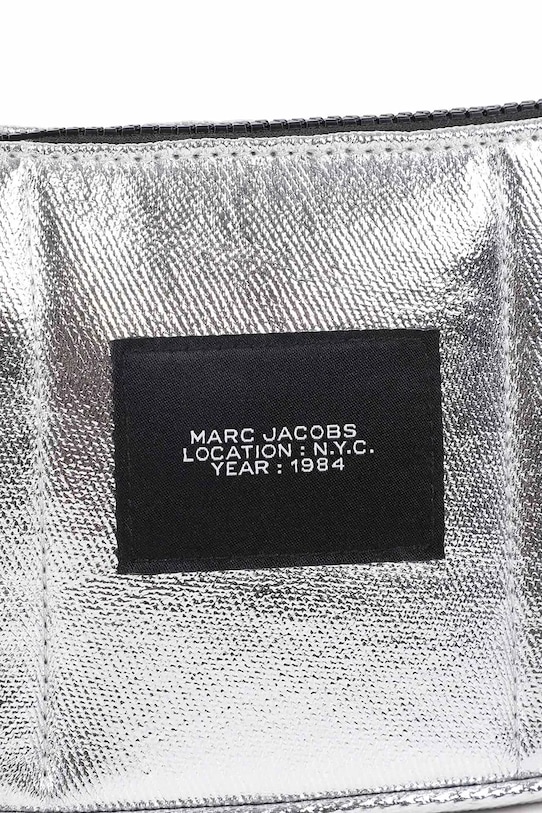 MARC JACOBS
LOCATION : N.Y.C.
YEAR : 1984